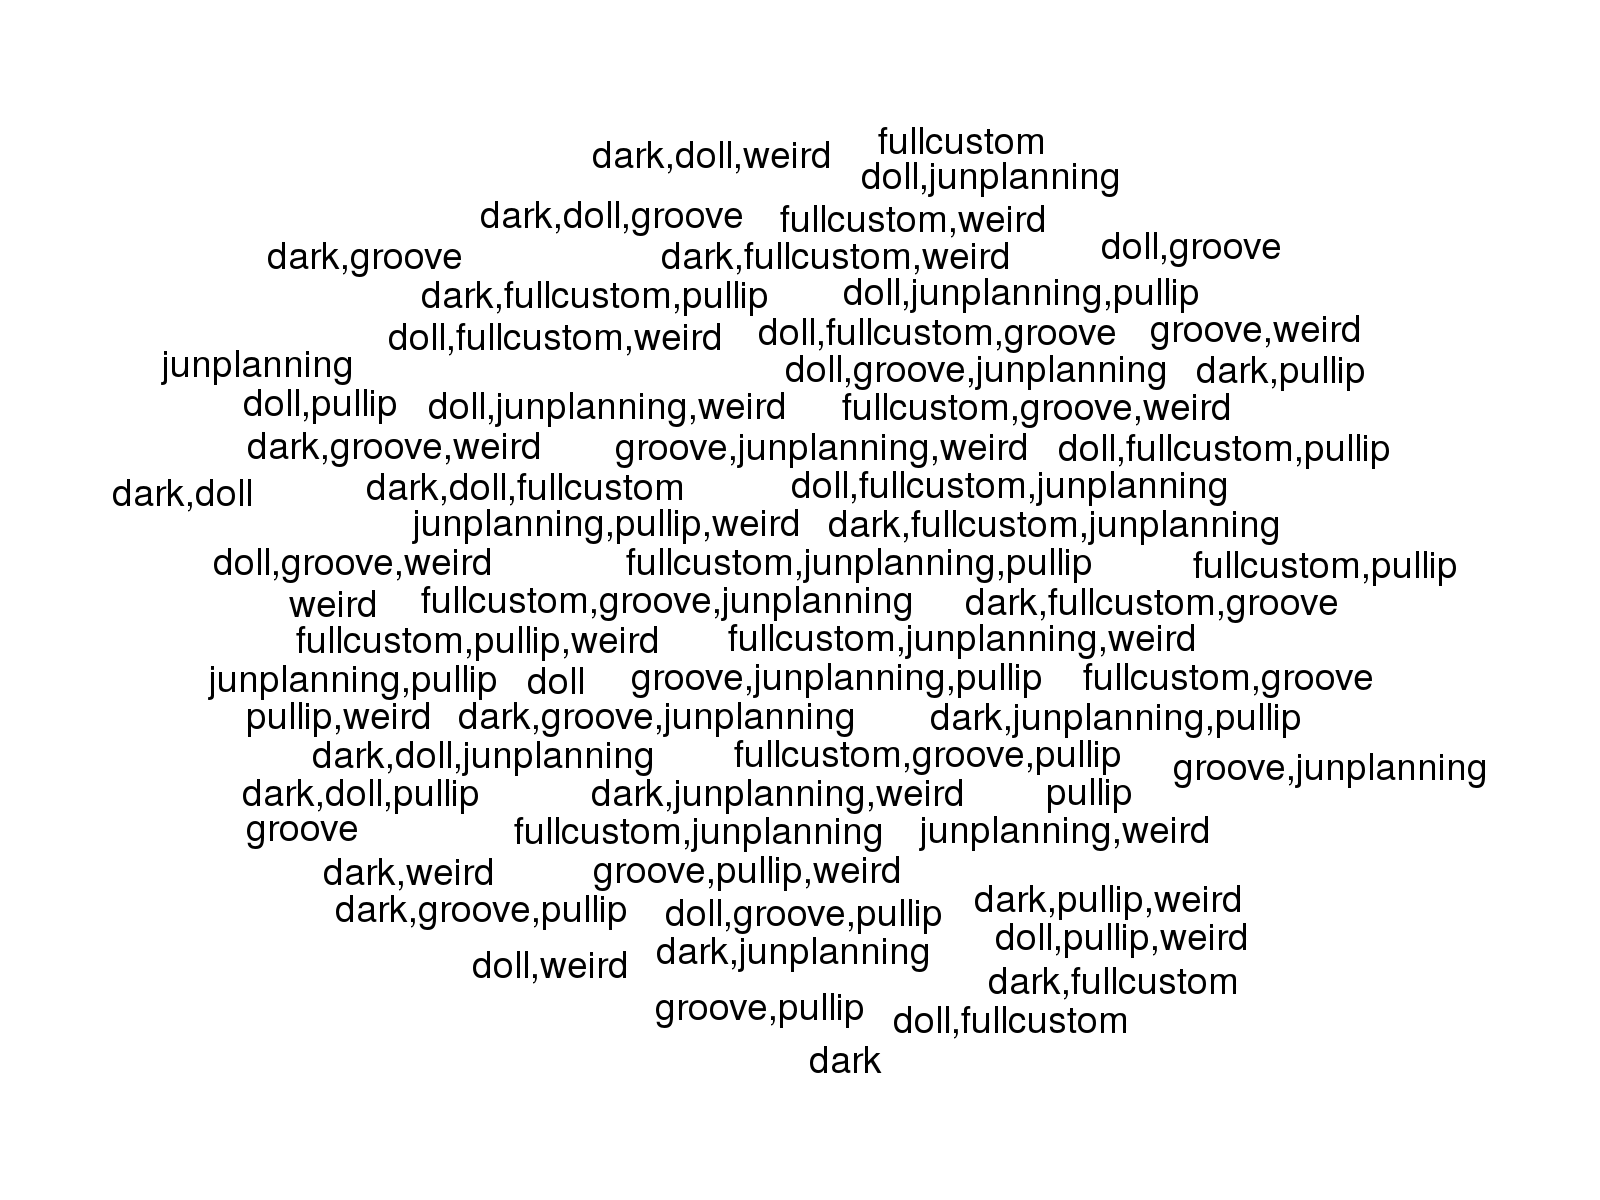 fullcustom
dark,doll,weird
doll,junplanning
dark,doll,groove fullcustom,weird
dark,groove dark,fullcustom,weird doll,groove
dark,fullcustom,pullip doll,junplanning,pullip
doll,fullcustom,weird doll,fullcustom,groove groove,weird
junplanning doll,groove,junplanning dark,pullip
doll,pullip doll,junplanning,weird fullcustom,groove,weird
dark,groove,weird groove,junplanning,weird doll,fullcustom,pullip
dark,doll dark,doll,fullcustom doll,fullcustom,junplanning
junplanning,pullip,weird dark,fullcustom,junplanning
doll,groove,weird fullcustom,junplanning,pullip fullcustom,pullip
weird fullcustom,groove,junplanning dark,fullcustom,groove
fullcustom,pullip,weird fullcustom,junplanning,weird
junplanning,pullip doll groove,junplanning,pullip fullcustom,groove
pullip,weird dark,groove,junplanning dark,junplanning,pullip
dark,doll,junplanning fullcustom,groove,pullip groove,junplanning
dark,doll,pullip dark,junplanning,weird pullip
groove fullcustom,junplanning junplanning,weird
dark,weird groove,pullip,weird
dark,groove,pullip doll,groove,pullip dark,pullip,weird
doll,weird dark,junplanning doll,pullip,weird
dark,fullcustom
groove,pullip doll,fullcustom
dark